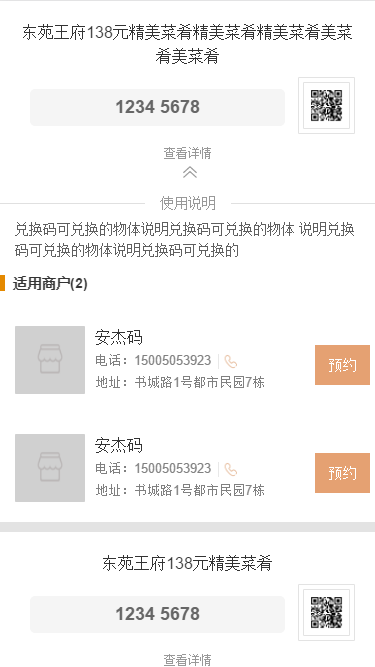 东苑王府138元精美菜肴精美菜肴精美菜肴美菜
肴美菜肴
1234 5678
查看详情
使用说明
兑换码可兑换的物体说明兑换码可兑换的物体 说明兑换
码可兑换的物体说明兑换码可兑换的
适用商户(2)
安杰码
电话：15005053923
地址：书城路1号都市民园7栋
预约
安杰码
电话：15005053923
地址：书城路1号都市民园7栋
预约
东苑王府138元精美菜肴
1234 5678
查看详情